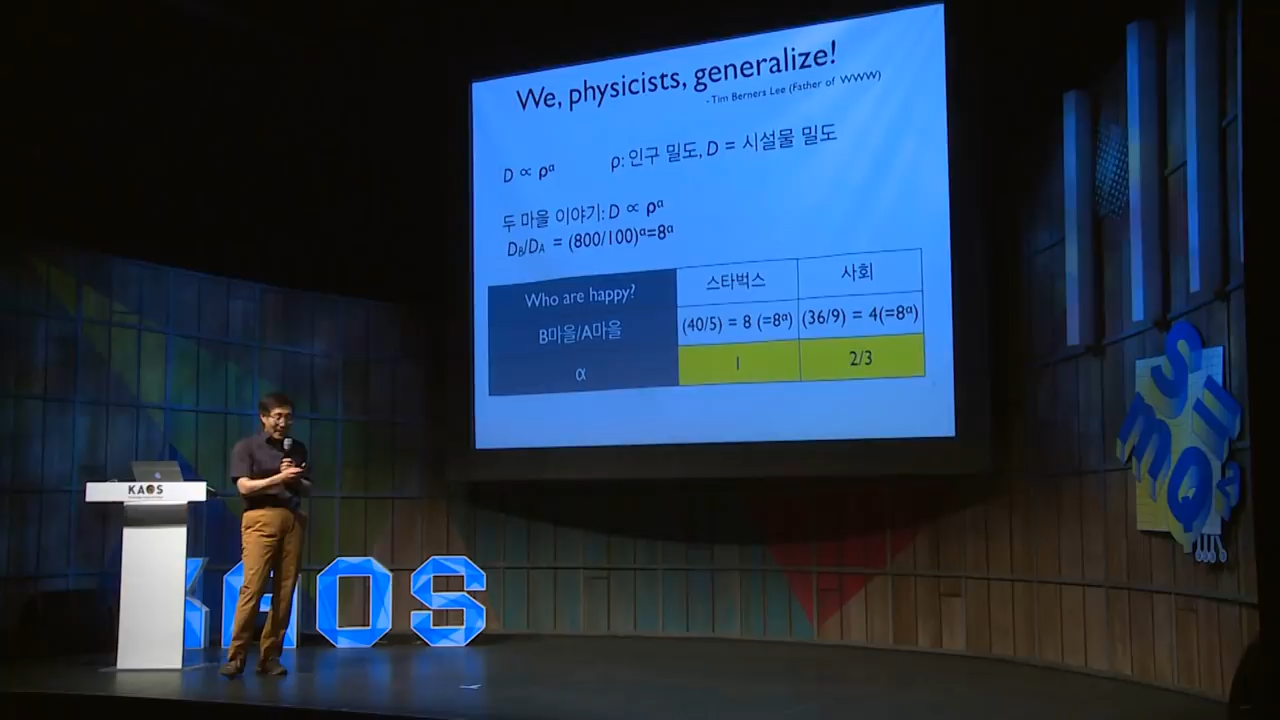 We, physicists, generalize!
- Tim Berners Lee (Father of WWW)
D ∝ ρᵅ ρ: 인구 밀도, D = 시설물 밀도
두 마을 이야기: D ∝ ρᵅ
D_B/D_A = (800/100)ᵅ=8ᵅ
Who are happy? 스타벅스 사회
B마을/A마을 (40/5) = 8 (=8ᵅ) (36/9) = 4(=8ᵅ)
α 1 2/3
KAOS
KAOS